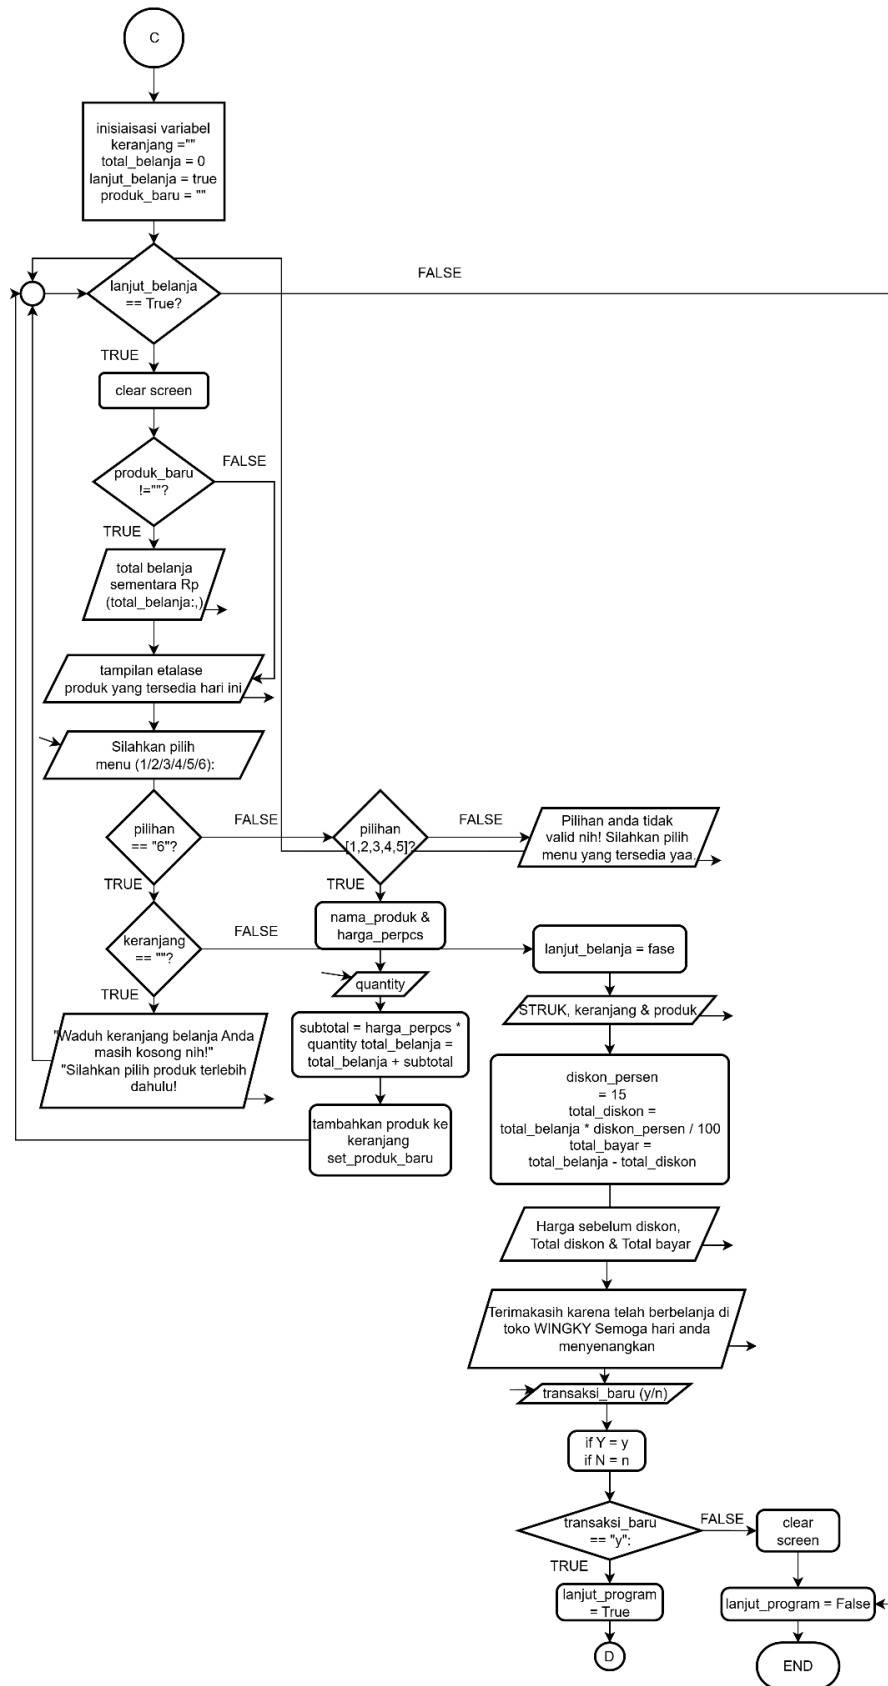 C
inisiaisasi variabel
keranjang =""
total_belanja = 0
lanjut_belanja = true
produk_baru = ""
lanjut_belanja
== True?
FALSE
TRUE
clear screen
produk_baru
!=""?
FALSE
TRUE
total belanja
sementara Rp
(total_belanja:,)
tampilan etalase
produk yang tersedia hari ini
Silahkan pilih
menu (1/2/3/4/5/6):
pilihan
== "6"?
FALSE
pilihan
[1,2,3,4,5]?
FALSE
Pilihan anda tidak
valid nih! Silahkan pilih
menu yang tersedia yaa.
TRUE
TRUE
keranjang
== ""?
FALSE
nama_produk &
harga_perpcs
lanjut_belanja = fase
TRUE
quantity
STRUK, keranjang & produk
"Waduh keranjang belanja Anda
masih kosong nih!"
"Silahkan pilih produk terlebih
dahulu!
subtotal = harga_perpcs *
quantity total_belanja =
total_belanja + subtotal
diskon_persen
= 15
total_diskon =
total_belanja * diskon_persen / 100
total_bayar =
total_belanja - total_diskon
tambahkan produk ke
keranjang
set_produk_baru
Harga sebelum diskon,
Total diskon & Total bayar
Terimakasih karena telah berbelanja di
toko WINGKY Semoga hari anda
menyenangkan
transaksi_baru (y/n)
if Y = y
if N = n
transaksi_baru
== "y":
FALSE
clear
screen
TRUE
lanjut_program
= True
lanjut_program = False
D
END